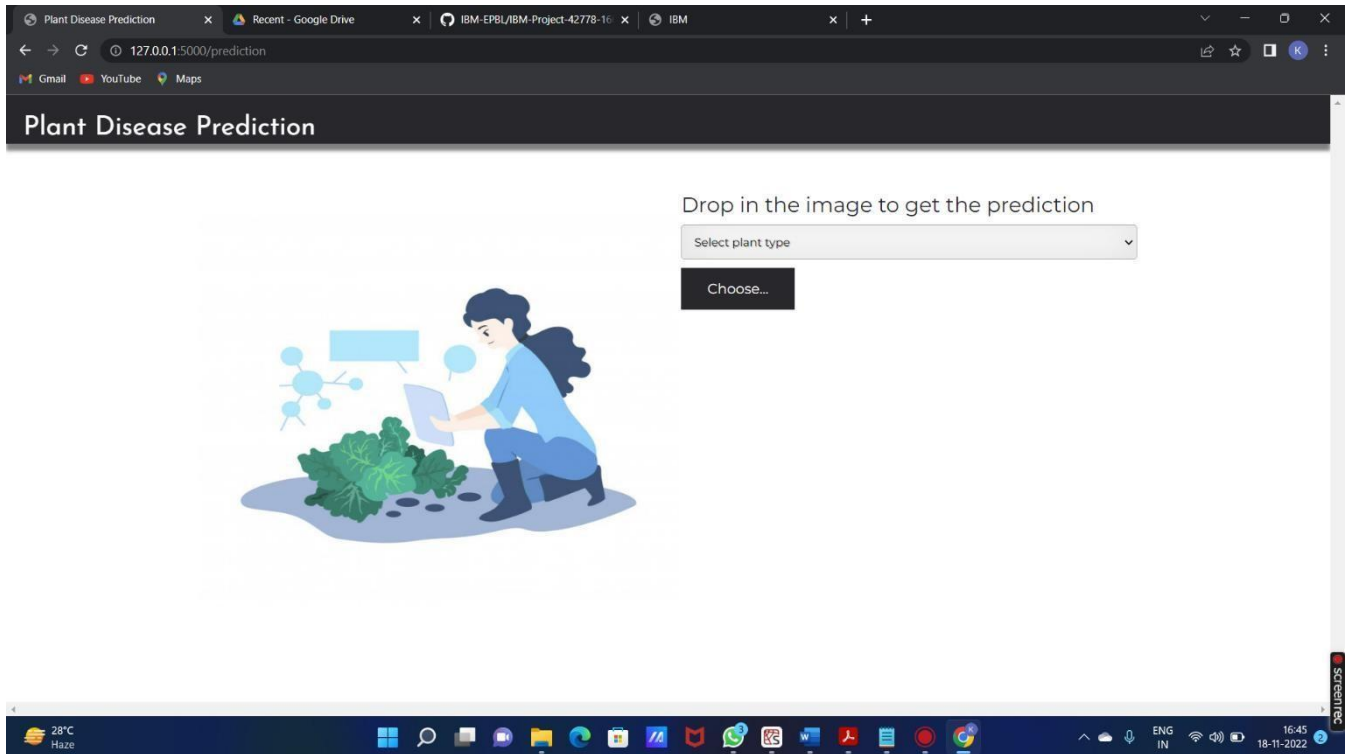 Plant Disease Prediction
Recent - Google Drive
IBM-EPBL/IBM-Project-42778-16
IBM
127.0.0.1:5000/prediction
K
Gmail
YouTube
Maps
Plant Disease Prediction
Drop in the image to get the prediction
Select plant type
Choose...
screenrec
28°C
Haze
ENG
IN
16:45
18-11-2022
2